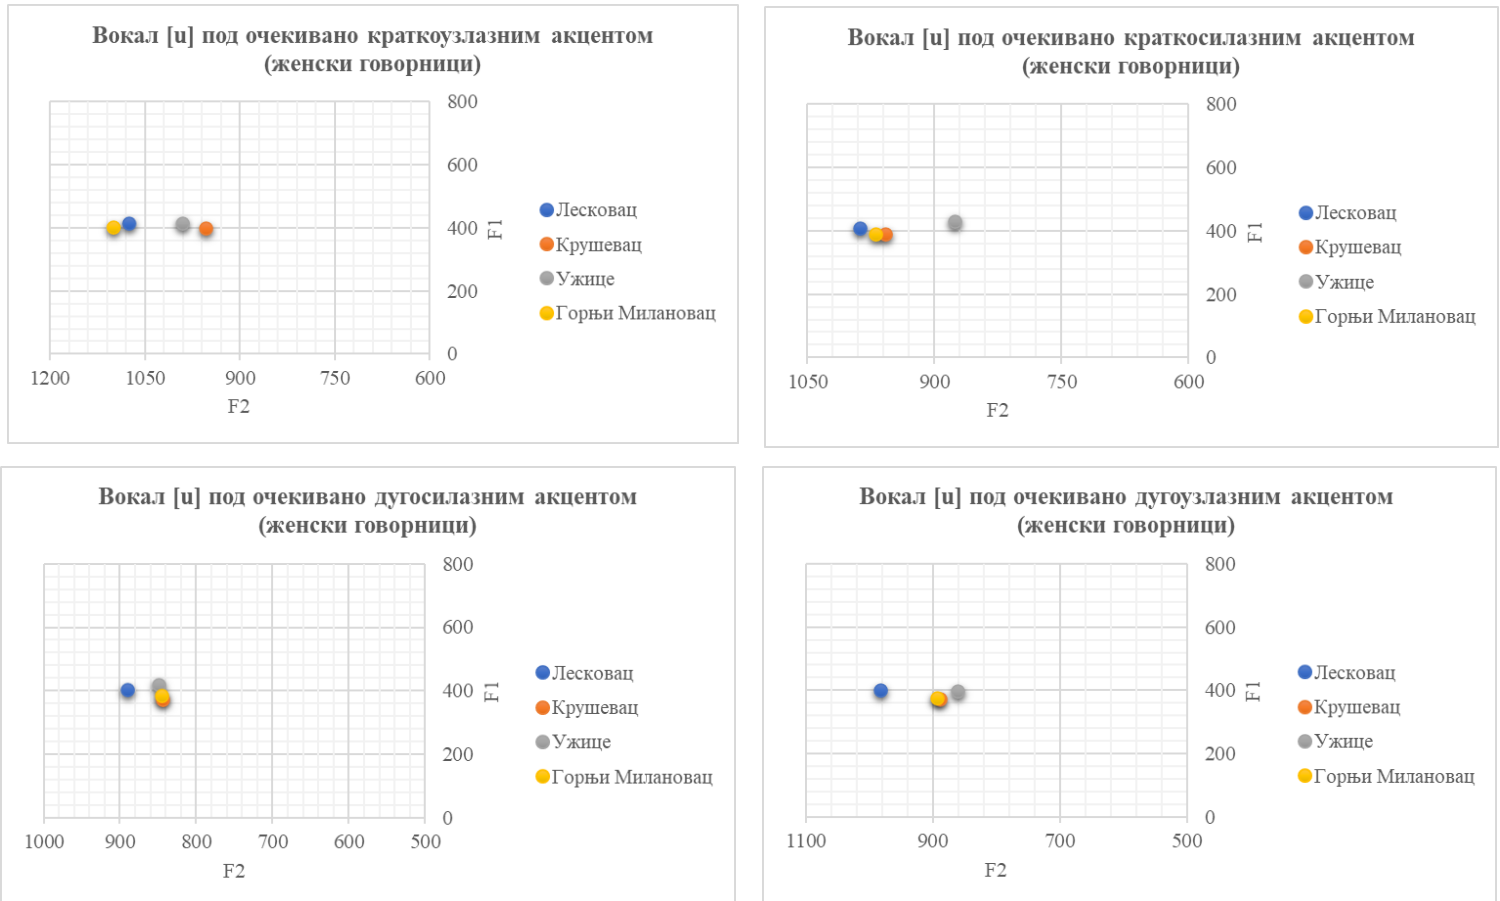 Вокал [u] под очекивано краткоузлазним акцентом
(женски говорници)
800
600
400
200
0
F1
1200 1050 900 750 600
F2
Лесковац
Крушевац
Ужице
Горњи Милановац
Вокал [u] под очекивано краткосилазним акцентом
(женски говорници)
800
600
400
200
0
F1
1050 900 750 600
F2
Лесковац
Крушевац
Ужице
Горњи Милановац
Вокал [u] под очекивано дугосилазним акцентом
(женски говорници)
800
600
400
200
0
F1
1000 900 800 700 600 500
F2
Лесковац
Крушевац
Ужице
Горњи Милановац
Вокал [u] под очекивано дугоузлазним акцентом
(женски говорници)
800
600
400
200
0
F1
1100 900 700 500
F2
Лесковац
Крушевац
Ужице
Горњи Милановац